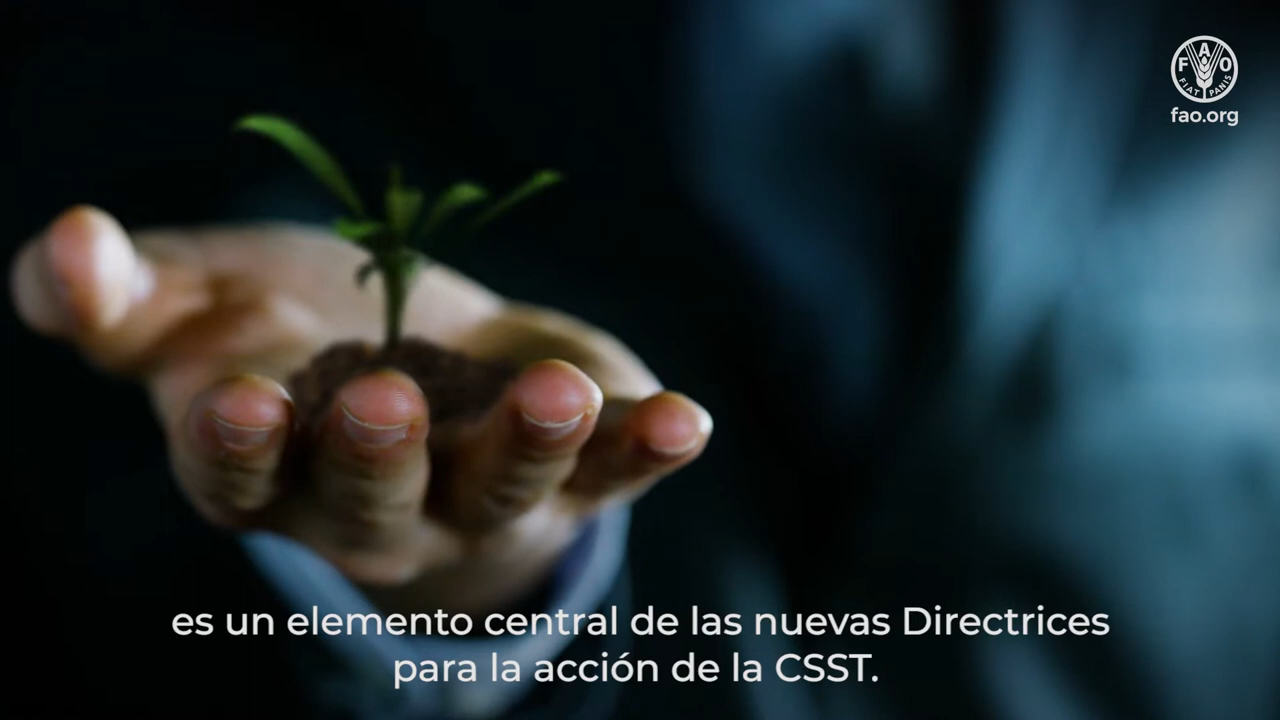 FAO
FIAT PANIS
fao.org
es un elemento central de las nuevas Directrices
para la acción de la CSST.